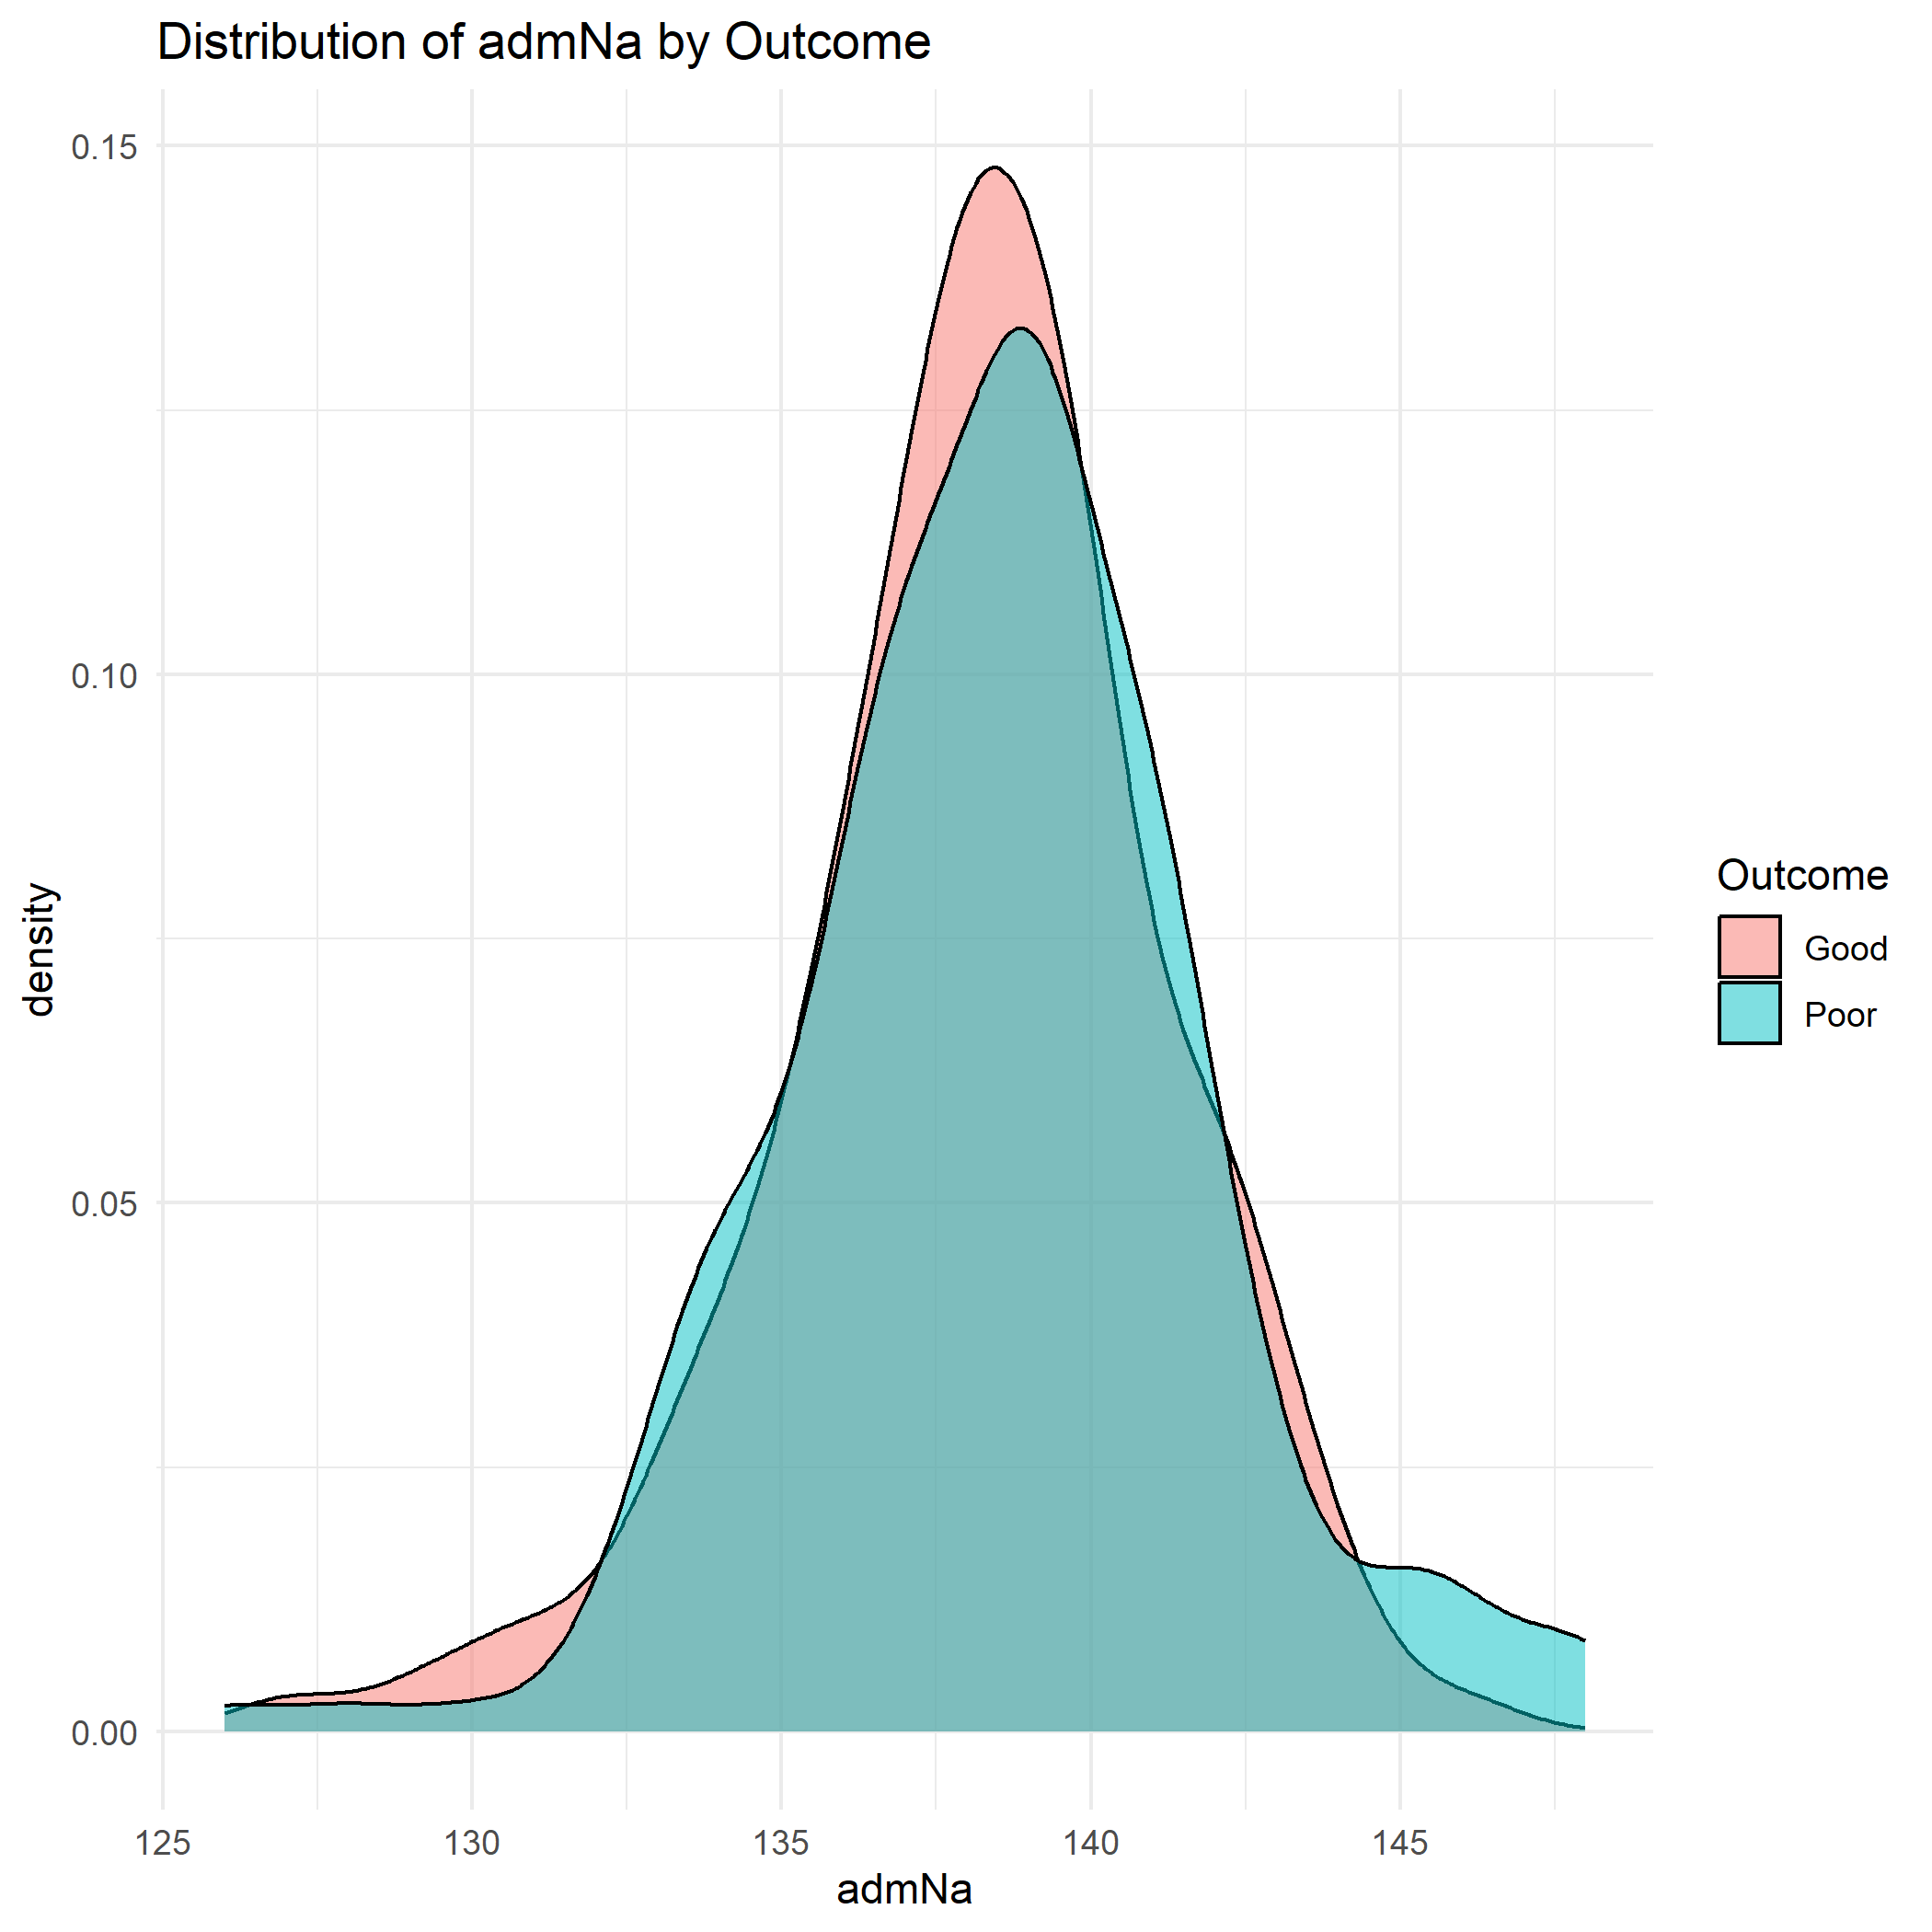 Distribution of admNa by Outcome
0.15
0.10
0.05
0.00
density
125 130 135 140 145
admNa
Outcome
Good
Poor